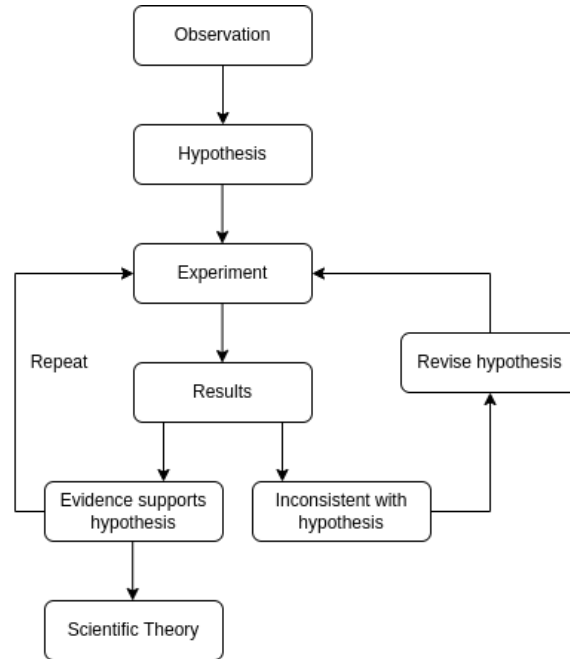 Observation
Hypothesis
Experiment
Repeat
Revise hypothesis
Results
Evidence supports
hypothesis
Inconsistent with
hypothesis
Scientific Theory